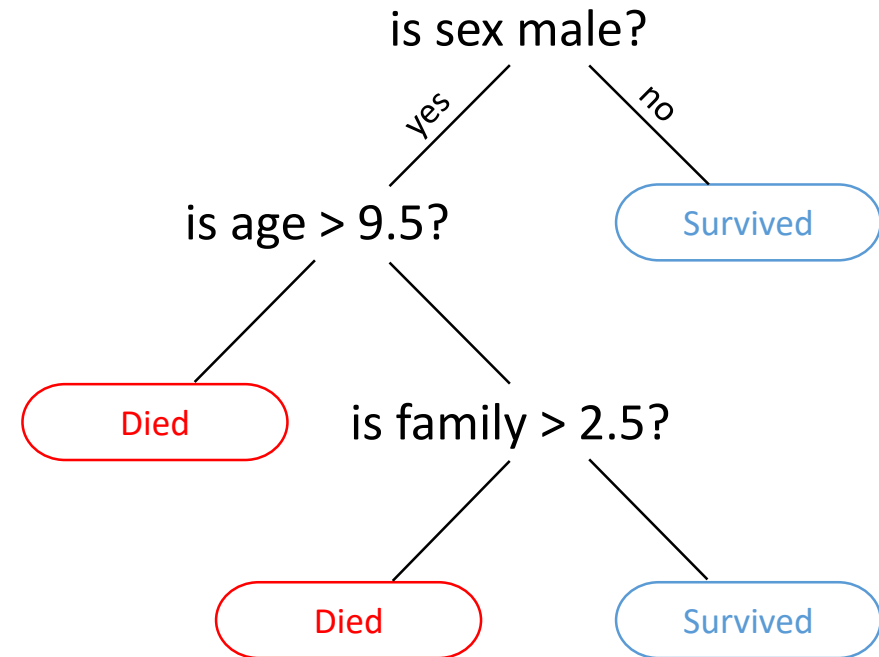 is sex male?
yes
no
is age > 9.5?
Survived
Died
is family > 2.5?
Died
Survived